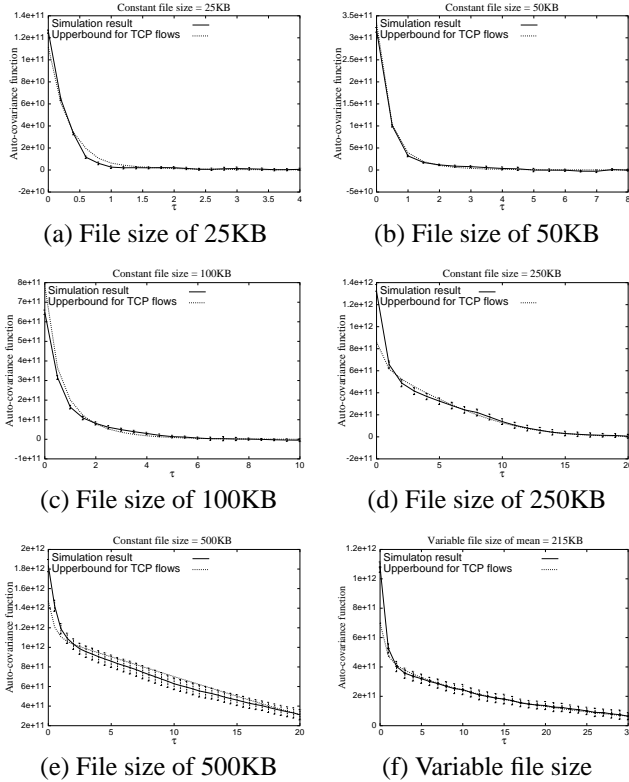 Constant file size = 25KB
1.4e+11
1.2e+11
1e+11
8e+10
6e+10
4e+10
2e+10
0
-2e+10
Auto-covariance function
Simulation result
Upperbound for TCP flows
0 0.5 1 1.5 2 2.5 3 3.5 4
τ
(a) File size of 25KB
Constant file size = 50KB
3.5e+11
3e+11
2.5e+11
2e+11
1.5e+11
1e+11
5e+10
0
-5e+10
Auto-covariance function
Simulation result
Upperbound for TCP flows
0 1 2 3 4 5 6 7 8
τ
(b) File size of 50KB
Constant file size = 100KB
8e+11
7e+11
6e+11
5e+11
4e+11
3e+11
2e+11
1e+11
0
-1e+11
Auto-covariance function
Simulation result
Upperbound for TCP flows
0 2 4 6 8 10
τ
(c) File size of 100KB
Constant file size = 250KB
1.4e+12
1.2e+12
1e+12
8e+11
6e+11
4e+11
2e+11
0
-2e+11
Auto-covariance function
Simulation result
Upperbound for TCP flows
0 5 10 15 20
τ
(d) File size of 250KB
Constant file size = 500KB
2e+12
1.8e+12
1.6e+12
1.4e+12
1.2e+12
1e+12
8e+11
6e+11
4e+11
2e+11
Auto-covariance function
Simulation result
Upperbound for TCP flows
0 5 10 15 20
τ
(e) File size of 500KB
Variable file size of mean = 215KB
1.2e+12
1e+12
8e+11
6e+11
4e+11
2e+11
0
Auto-covariance function
Simulaton result
Upperbound for TCP flows
0 5 10 15 20 25 30
τ
(f) Variable file size